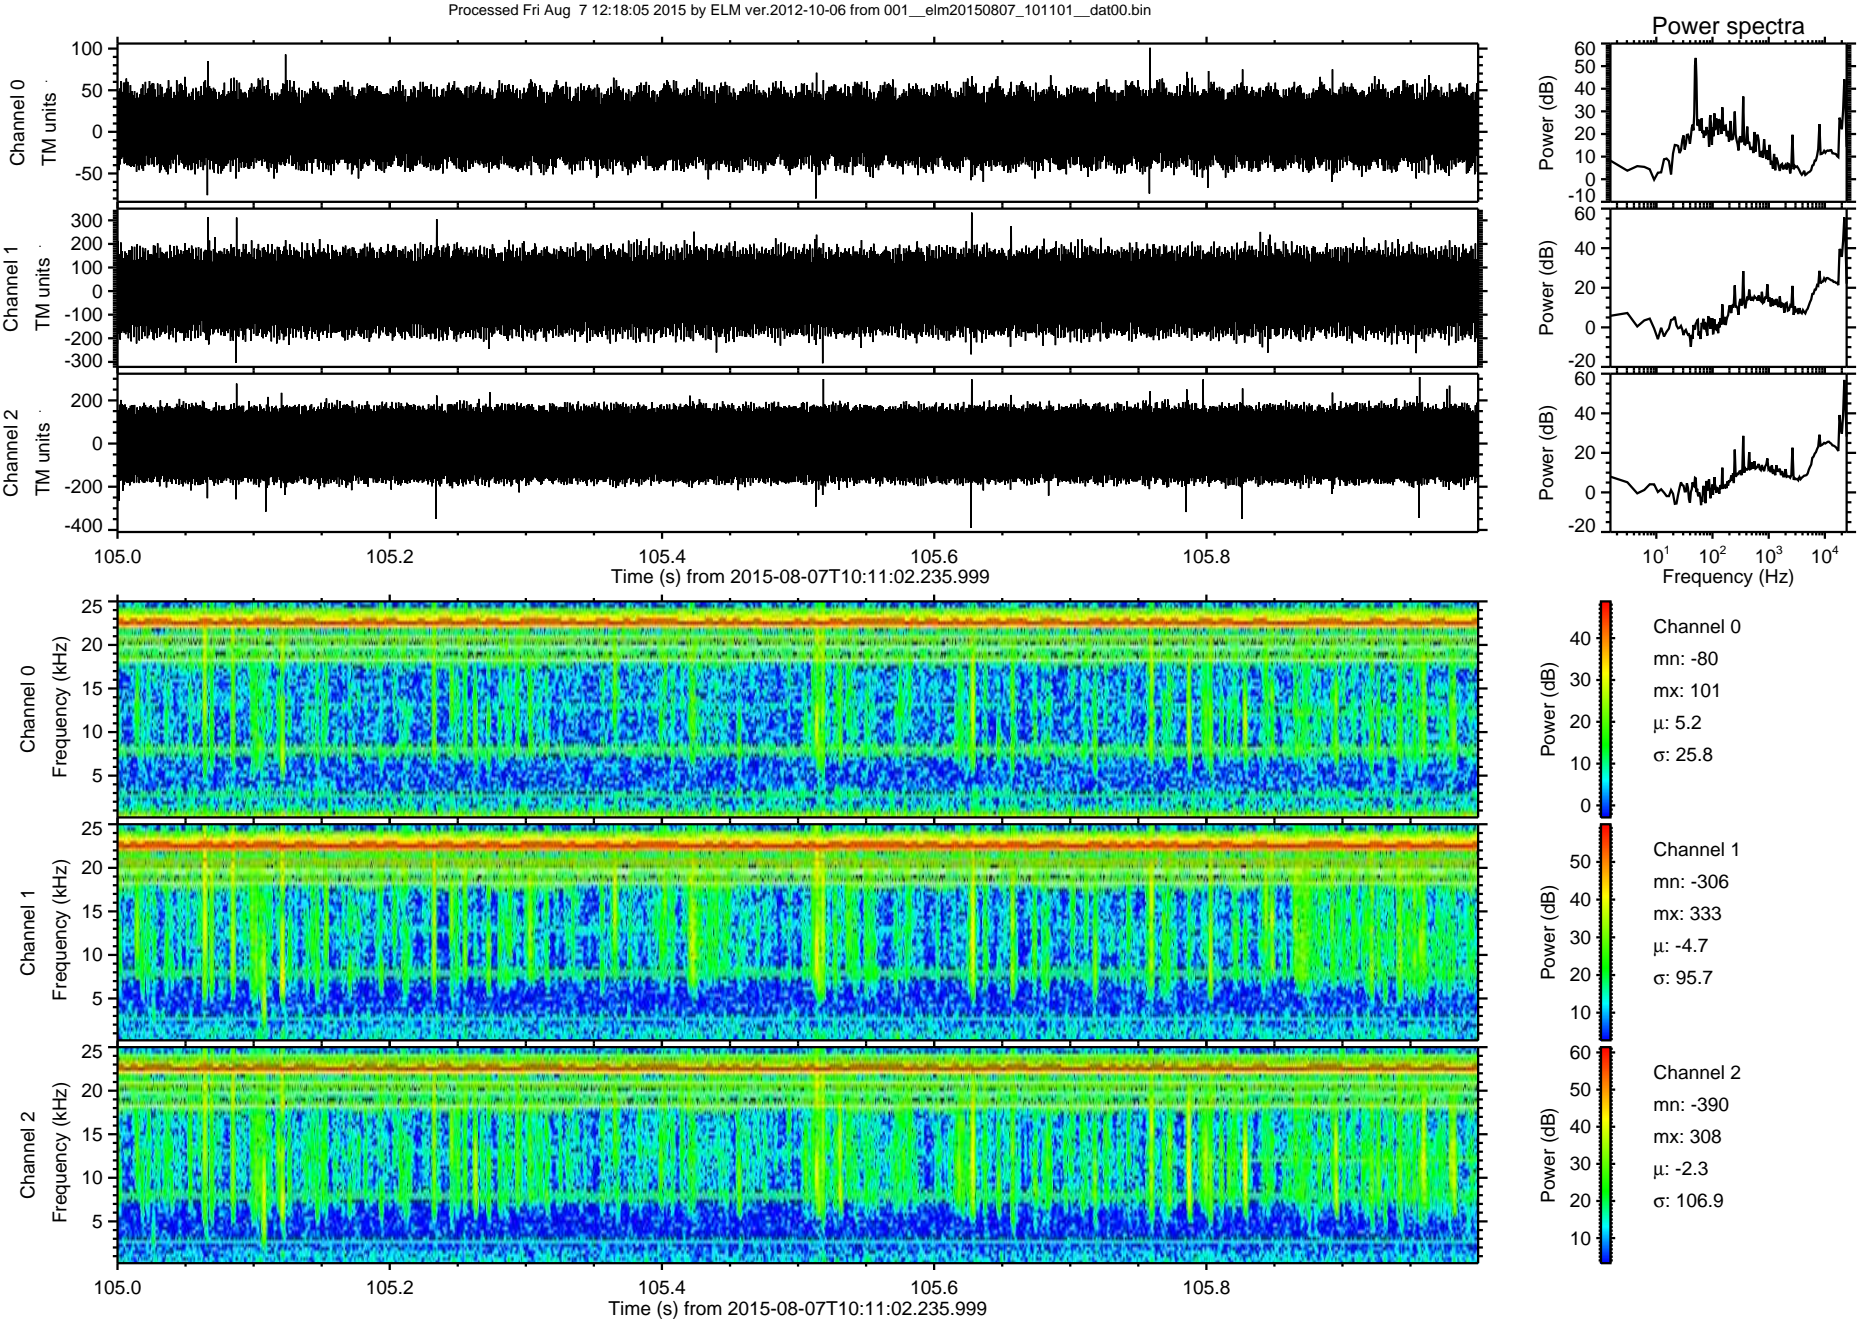 Processed Fri Aug  7 12:18:05 2015 by ELM ver.2012-10-06 from 001__elm20150807_101101__dat00.bin
Power spectra
Channel 0
TM units
100
50
0
-50
Power (dB)
60
50
40
30
20
10
0
-10
Channel 1
TM units
300
200
100
0
-100
-200
-300
Power (dB)
60
40
20
0
-20
Channel 2
TM units
200
0
-200
-400
Power (dB)
60
40
20
0
-20
105.0 105.2 105.4 105.6 105.8
Time (s) from 2015-08-07T10:11:02.235.999
10¹ 10² 10³ 10⁴
Frequency (Hz)
Channel 0
Frequency (kHz)
25
20
15
10
5
Power (dB)
40
30
20
10
0
Channel 0
mn: -80
mx: 101
μ: 5.2
σ: 25.8
Channel 1
Frequency (kHz)
25
20
15
10
5
Power (dB)
50
40
30
20
10
Channel 1
mn: -306
mx: 333
μ: -4.7
σ: 95.7
Channel 2
Frequency (kHz)
25
20
15
10
5
Power (dB)
60
50
40
30
20
10
Channel 2
mn: -390
mx: 308
μ: -2.3
σ: 106.9
105.0 105.2 105.4 105.6 105.8
Time (s) from 2015-08-07T10:11:02.235.999